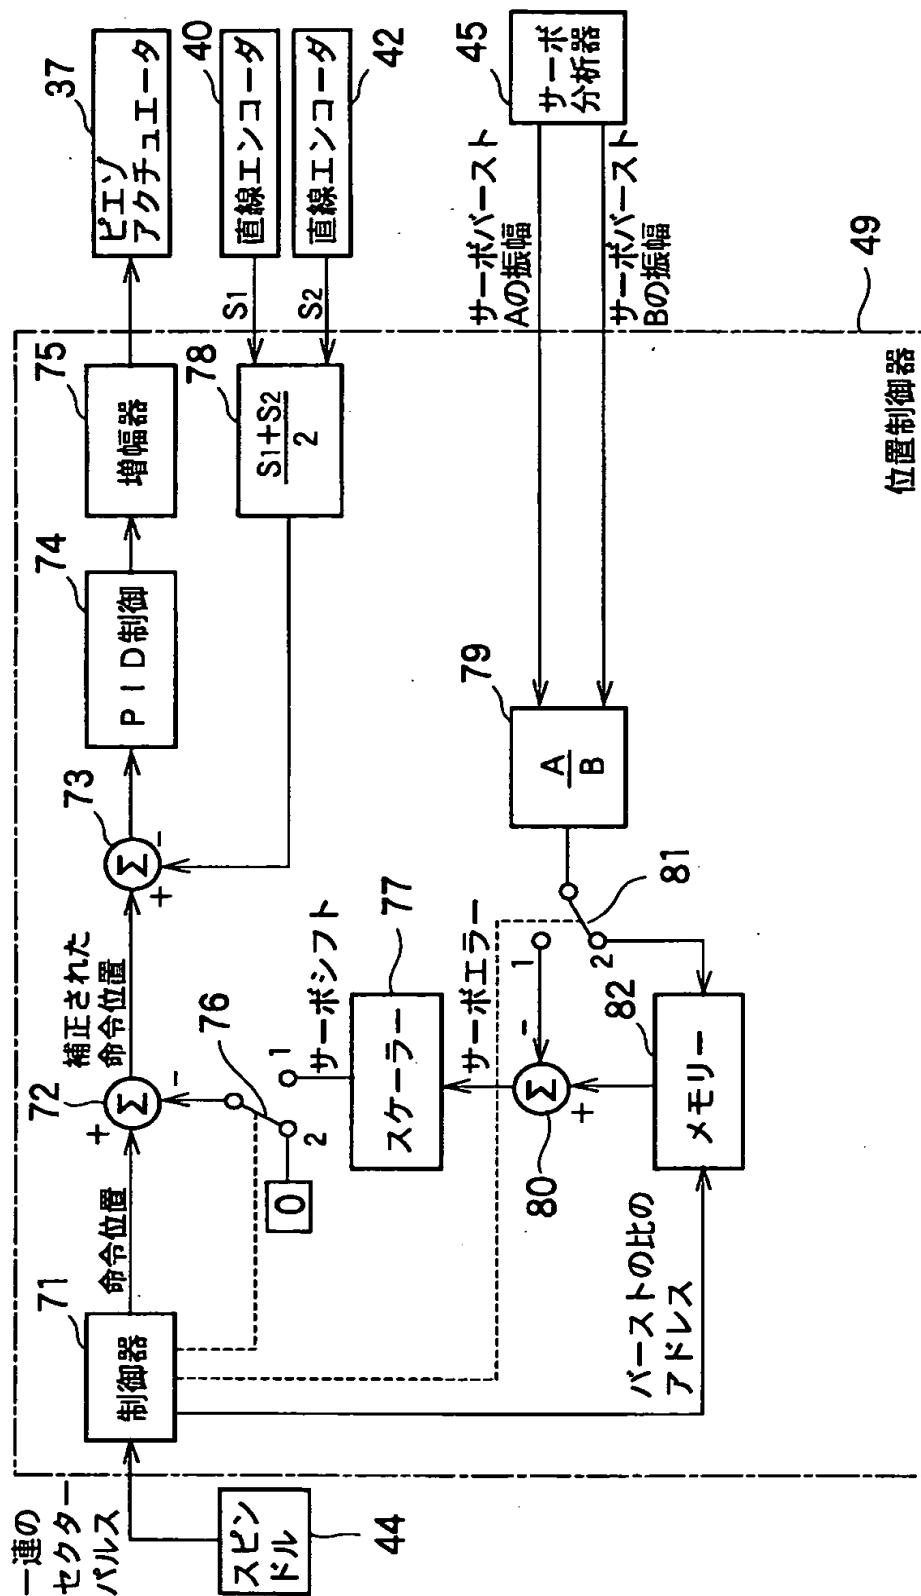 一連の
セクター
パルス
スピン
ドル
44
71
制御器
命令位置
72
+
Σ
-
補正された
命令位置
73
Σ
+
-
74
PID制御
75
増幅器
37
ピエゾ
アクチュエータ
40
直線エンコーダ
直線エンコーダ
42
S1
S2
78
S1+S2
2
76
1
2
0
サーボシフト
77
スケーラー
サーボエラー
Σ
80
-
+
1
2
81
82
メモリー
バーストの比の
アドレス
79
A
B
サーボバースト
Aの振幅
サーボバースト
Bの振幅
45
サーボ
分析器
49
位置制御器